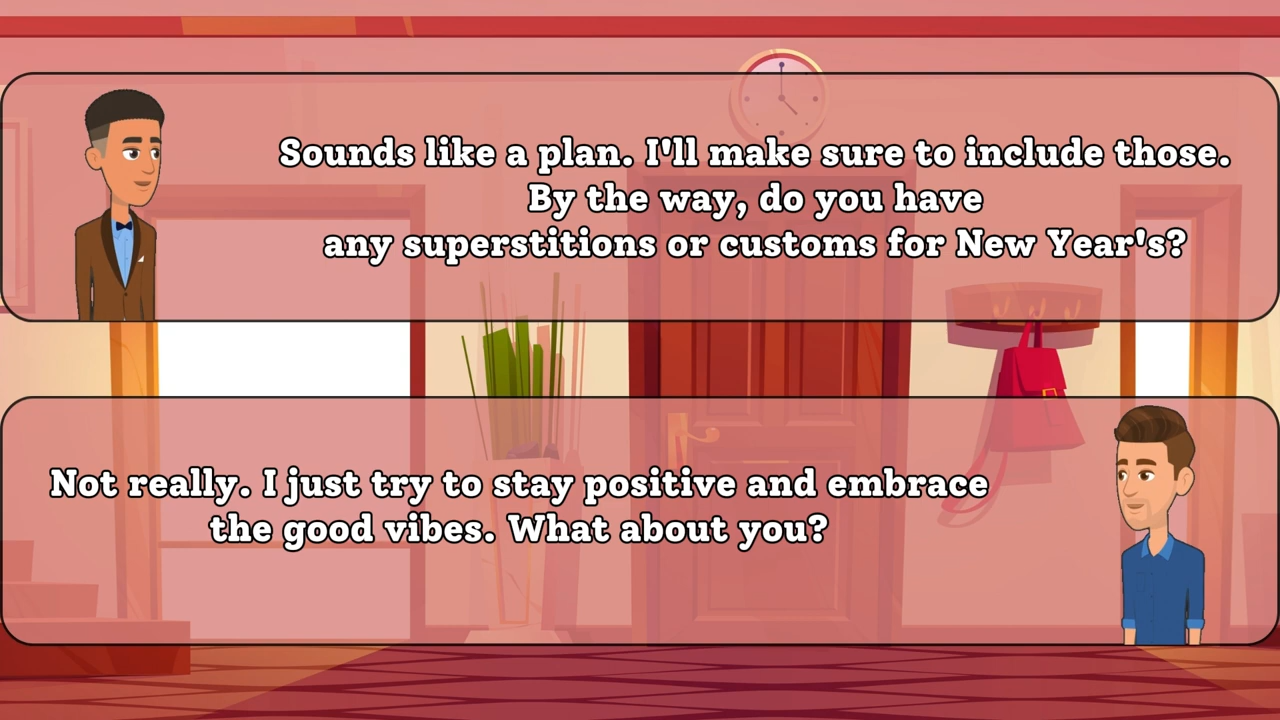 Sounds like a plan. I'll make sure to include those.
By the way, do you have
any superstitions or customs for New Year's?
Not really. I just try to stay positive and embrace
the good vibes. What about you?